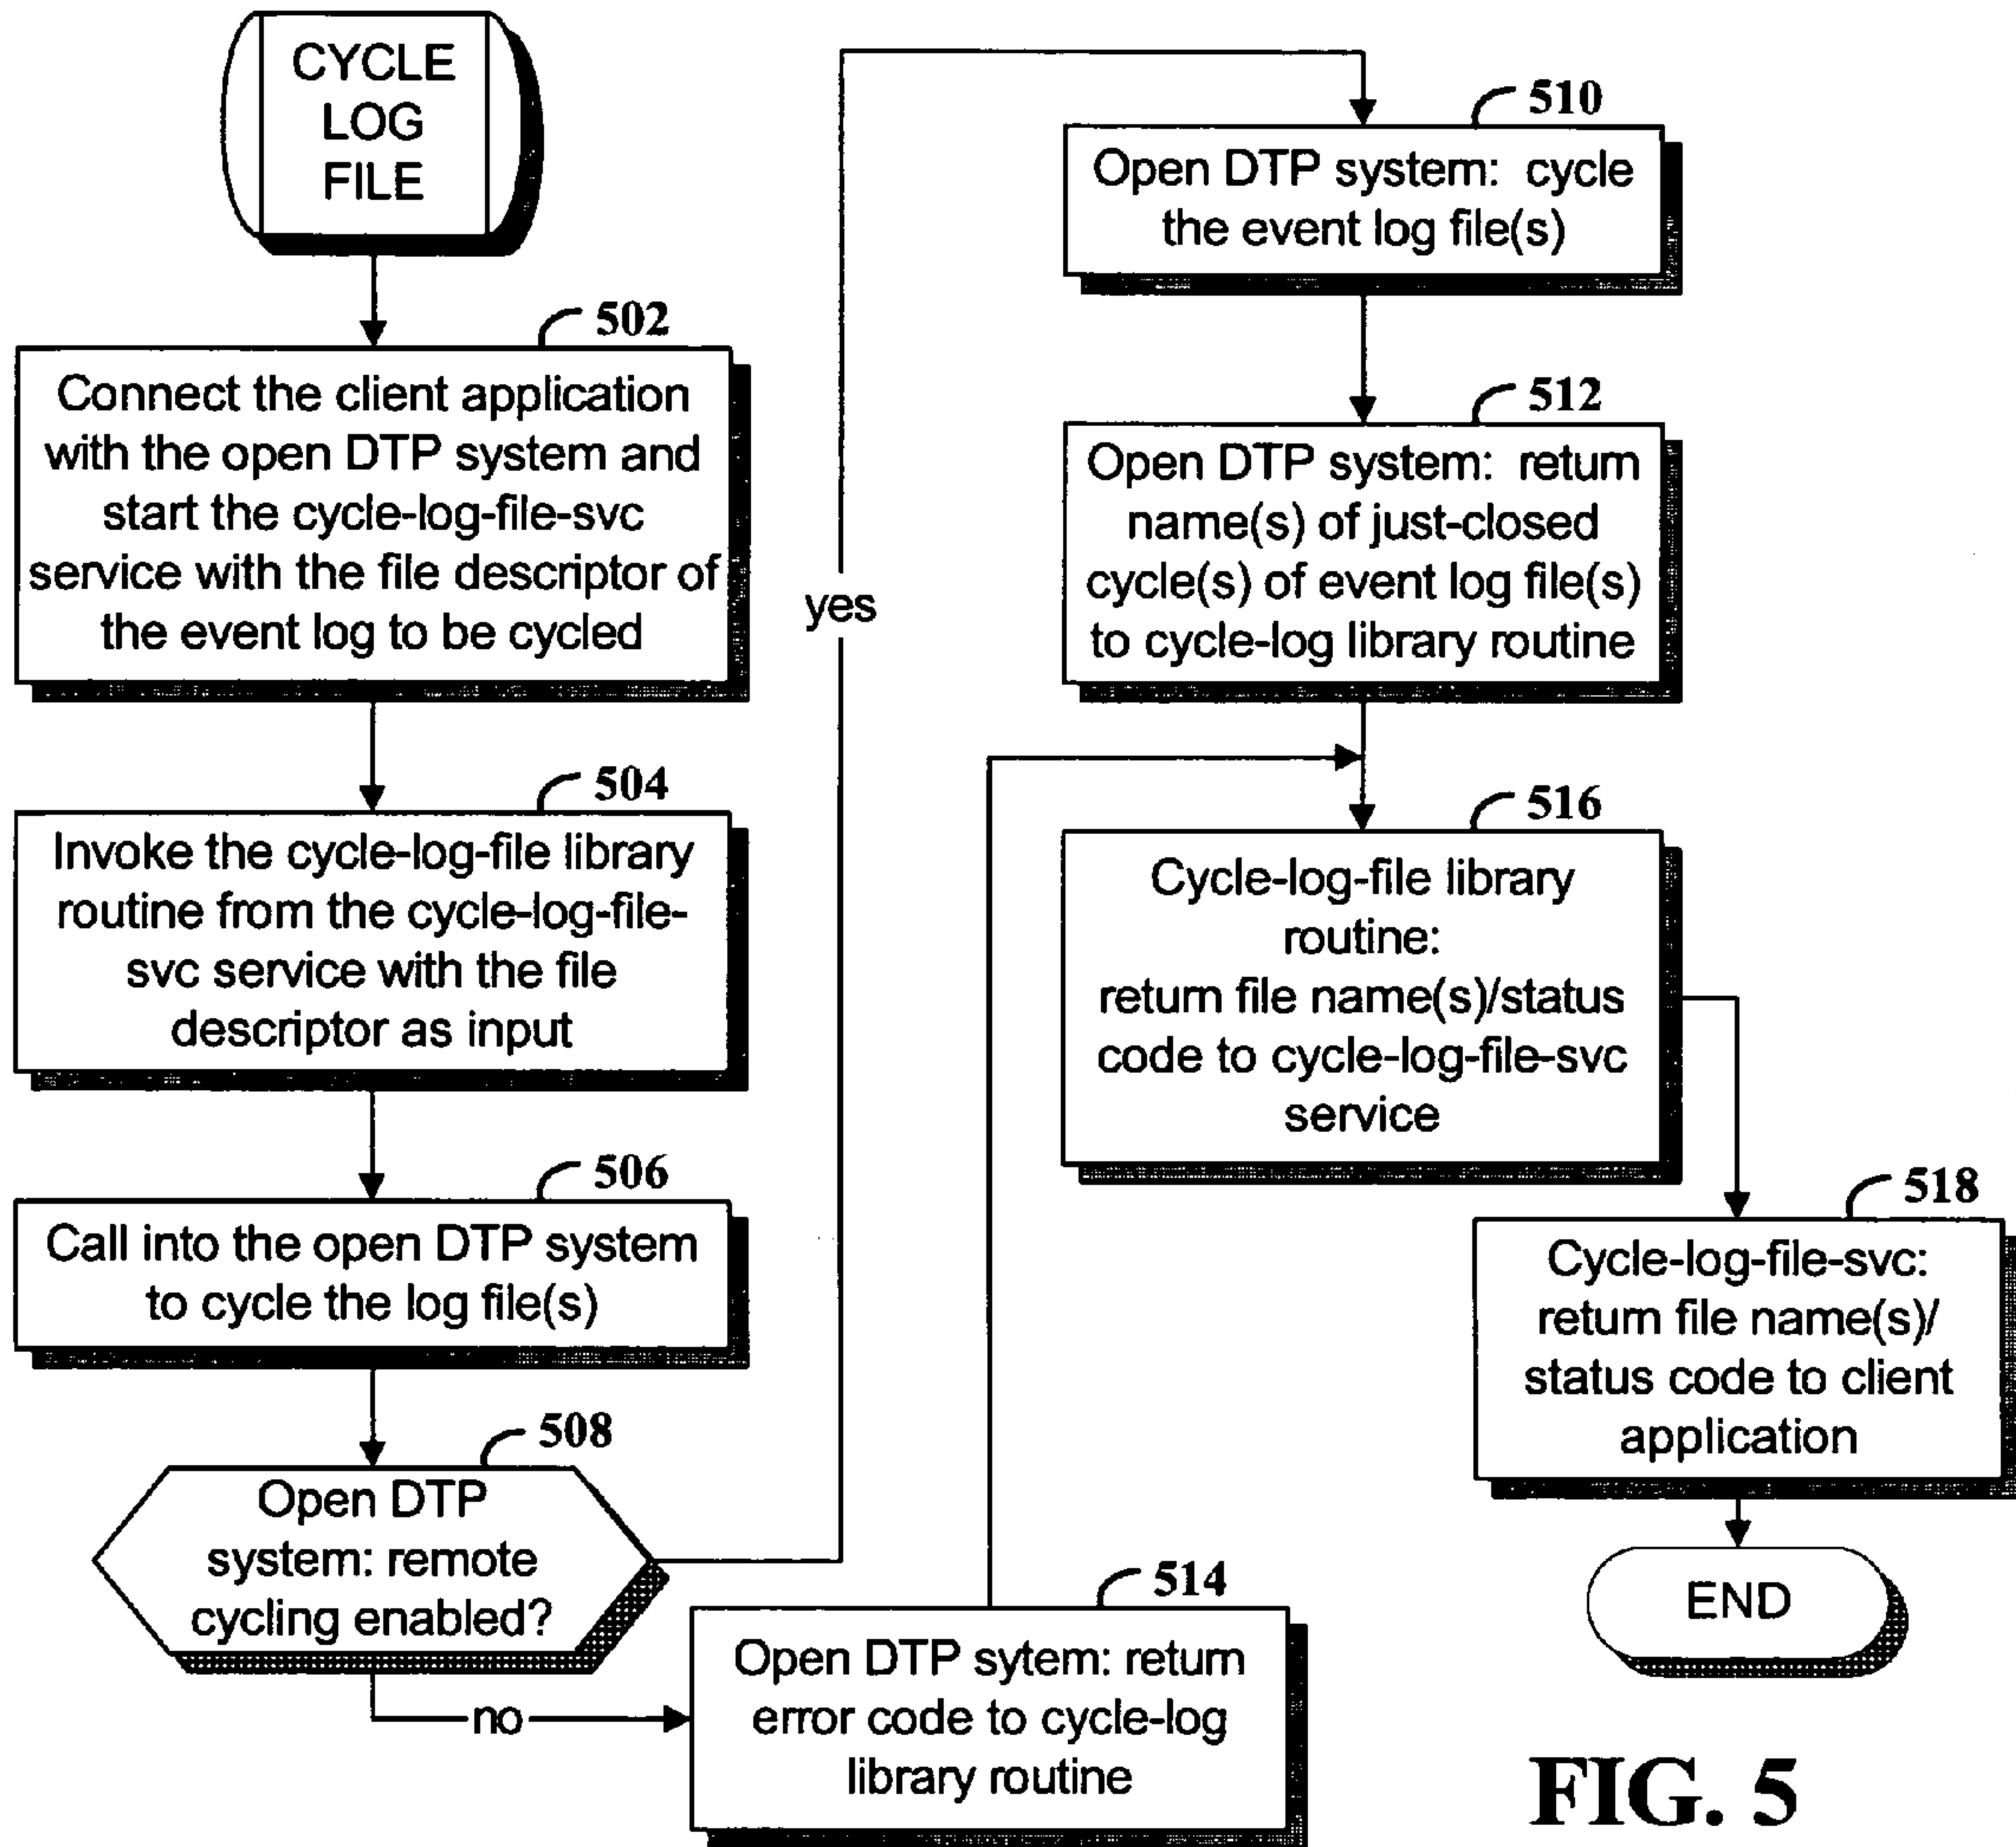 CYCLE
LOG
FILE
502
Connect the client application
with the open DTP system and
start the cycle-log-file-svc
service with the file descriptor of
the event log to be cycled
504
Invoke the cycle-log-file library
routine from the cycle-log-file-
svc service with the file
descriptor as input
506
Call into the open DTP system
to cycle the log file(s)
508
Open DTP
system: remote
cycling enabled?
yes
no
510
Open DTP system: cycle
the event log file(s)
512
Open DTP system: return
name(s) of just-closed
cycle(s) of event log file(s)
to cycle-log library routine
514
Open DTP sytem: return
error code to cycle-log
library routine
516
Cycle-log-file library
routine:
return file name(s)/status
code to cycle-log-file-svc
service
518
Cycle-log-file-svc:
return file name(s)/
status code to client
application
END
FIG. 5